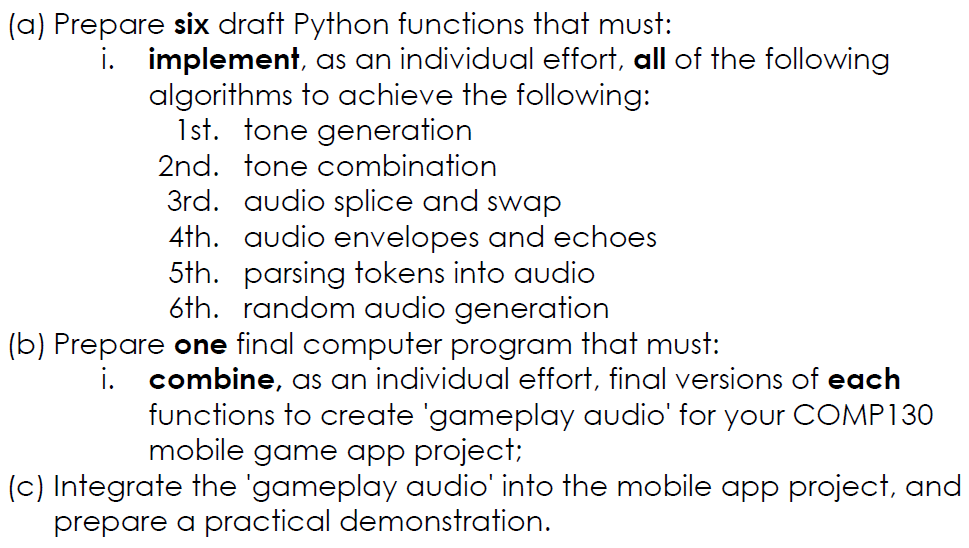 (a) Prepare six draft Python functions that must:
i. implement, as an individual effort, all of the following
algorithms to achieve the following:
1st. tone generation
2nd. tone combination
3rd. audio splice and swap
4th. audio envelopes and echoes
5th. parsing tokens into audio
6th. random audio generation
(b) Prepare one final computer program that must:
i. combine, as an individual effort, final versions of each
functions to create 'gameplay audio' for your COMP130
mobile game app project;
(c) Integrate the 'gameplay audio' into the mobile app project, and
prepare a practical demonstration.